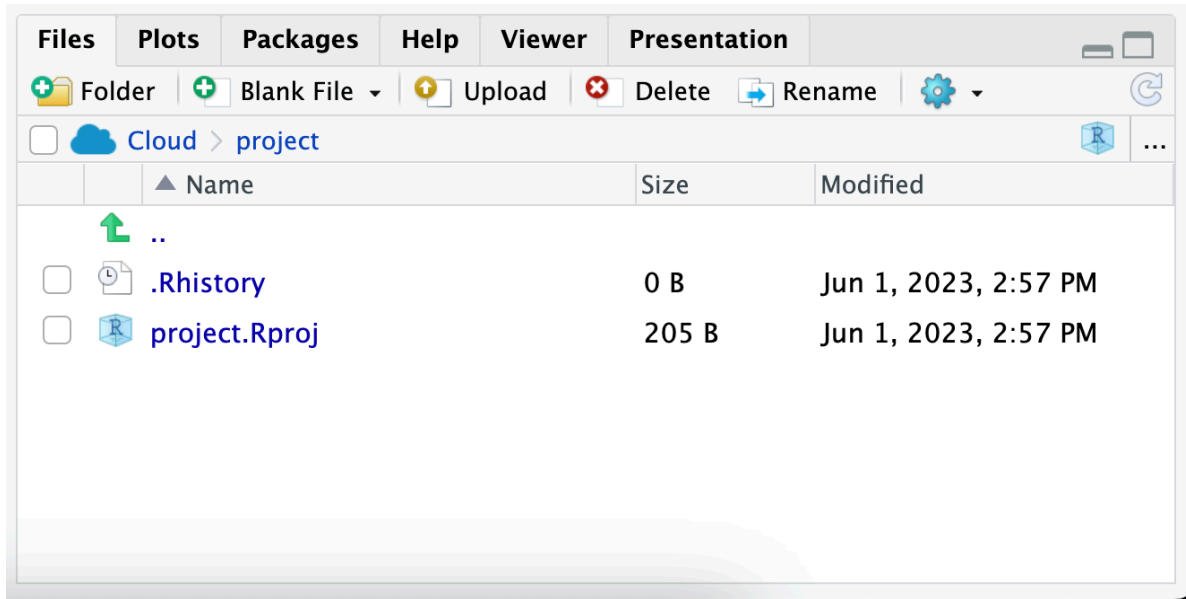 Files Plots Packages Help Viewer Presentation
Folder Blank File Upload Delete Rename
Cloud project ...
Name Size Modified
..
.Rhistory 0 B Jun 1, 2023, 2:57 PM
project.Rproj 205 B Jun 1, 2023, 2:57 PM